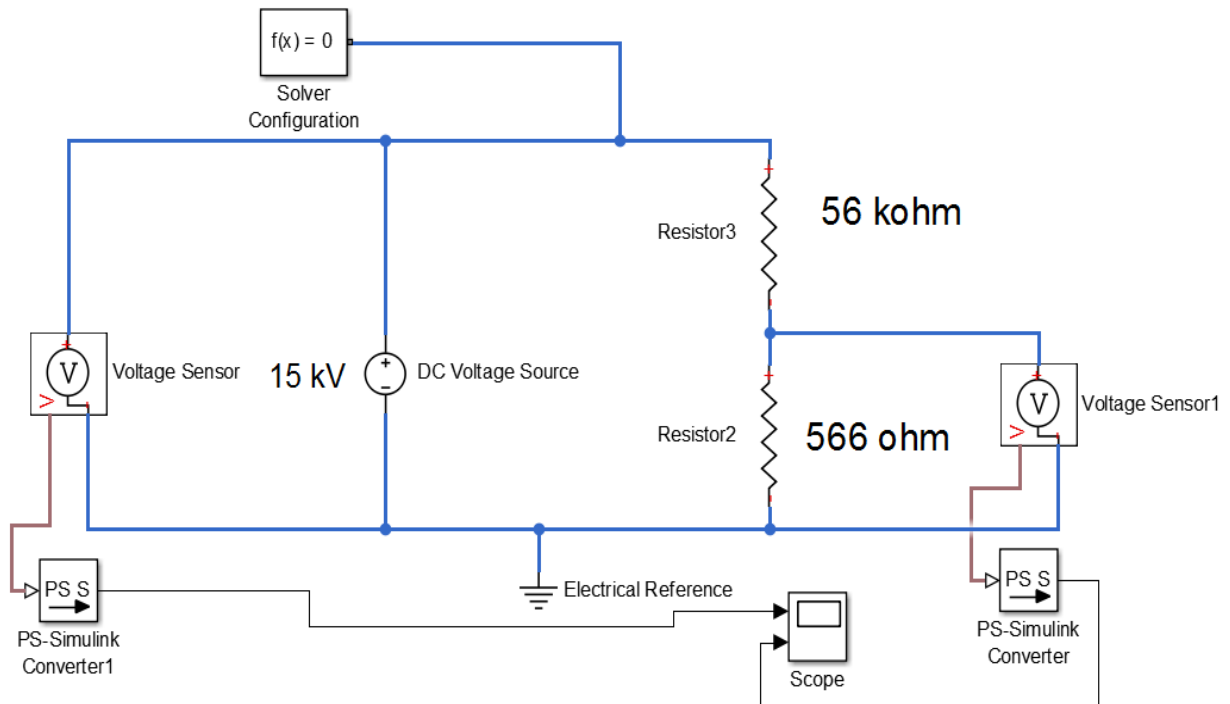 f(x) = 0
Solver
Configuration
+
Resistor3
56 kohm
-
+
V
Voltage Sensor
15 kV
+
-
DC Voltage Source
+
Resistor2
566 ohm
-
+
V
Voltage Sensor1
Electrical Reference
PS S
PS-Simulink
Converter1
Scope
PS S
PS-Simulink
Converter